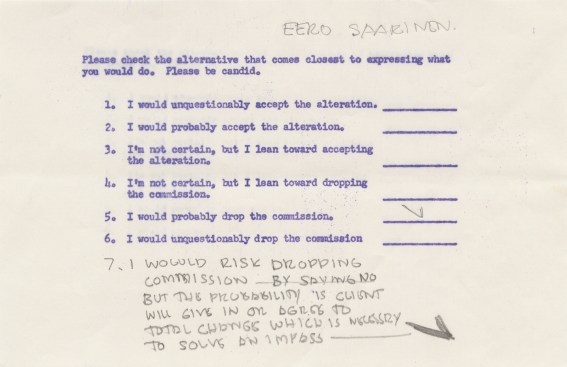 EERO SAARINEN.
Please check the alternative that comes closest to expressing what
you would do. Please be candid.
1. I would unquestionably accept the alteration.
2. I would probably accept the alteration.
3. I'm not certain, but I lean toward accepting
the alteration.
4. I'm not certain, but I lean toward dropping
the commission.
5. I would probably drop the commission.
6. I would unquestionably drop the commission
7. I WOULD RISK DROPPING
COMMISSION BY SAYING NO
BUT THE PROBABILITY IS CLIENT
WILL GIVE IN OR AGREE TO
TOTAL CHANGE WHICH IS NECESSARY
TO SOLVE AN IMPASS